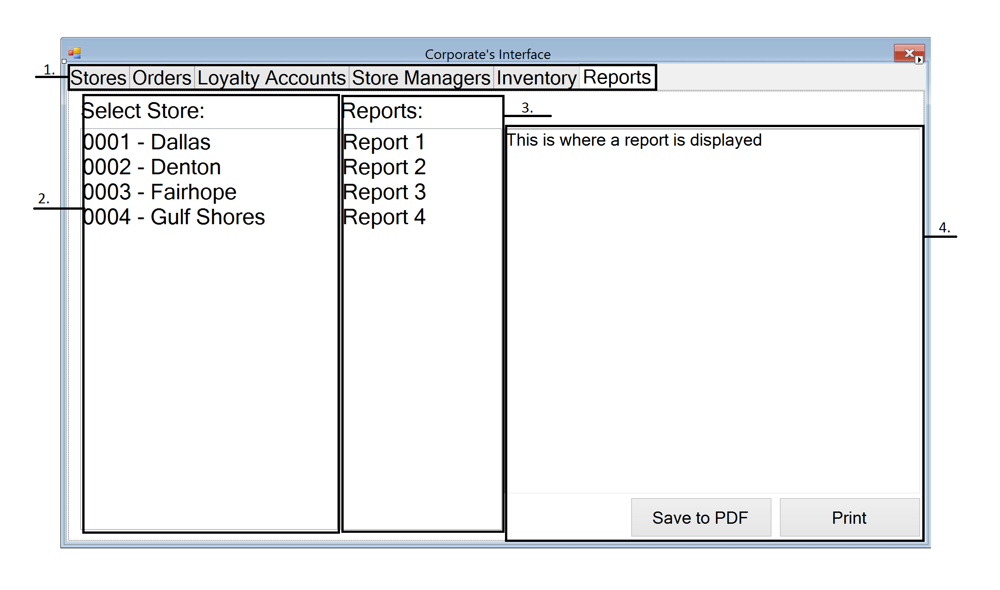 Corporate's Interface
1.
Stores Orders Loyalty Accounts Store Managers Inventory Reports
Select Store:
0001 - Dallas
0002 - Denton
0003 - Fairhope
0004 - Gulf Shores
2.
Reports:
Report 1
Report 2
Report 3
Report 4
3.
This is where a report is displayed
4.
Save to PDF
Print